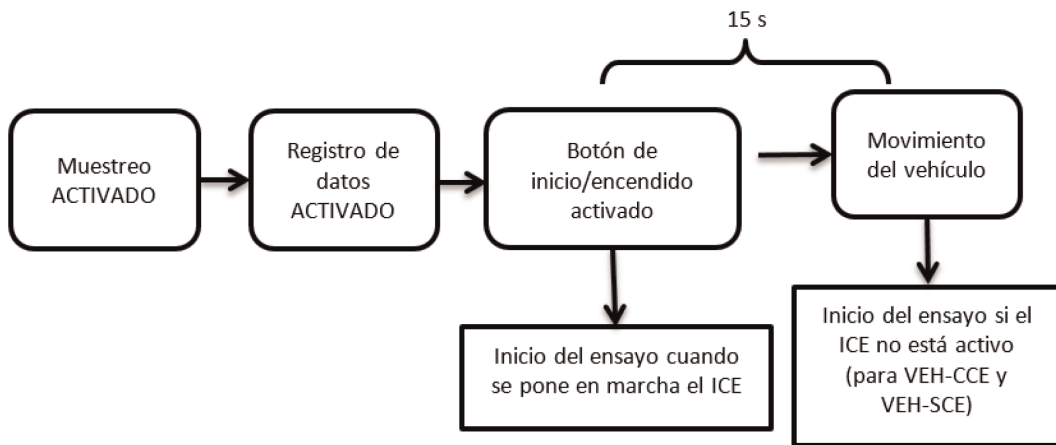 15 s
Muestreo
ACTIVADO
Registro de
datos
ACTIVADO
Botón de
inicio/encendido
activado
Movimiento
del vehículo
Inicio del ensayo cuando
se pone en marcha el ICE
Inicio del ensayo si el
ICE no está activo
(para VEH-CCE y
VEH-SCE)